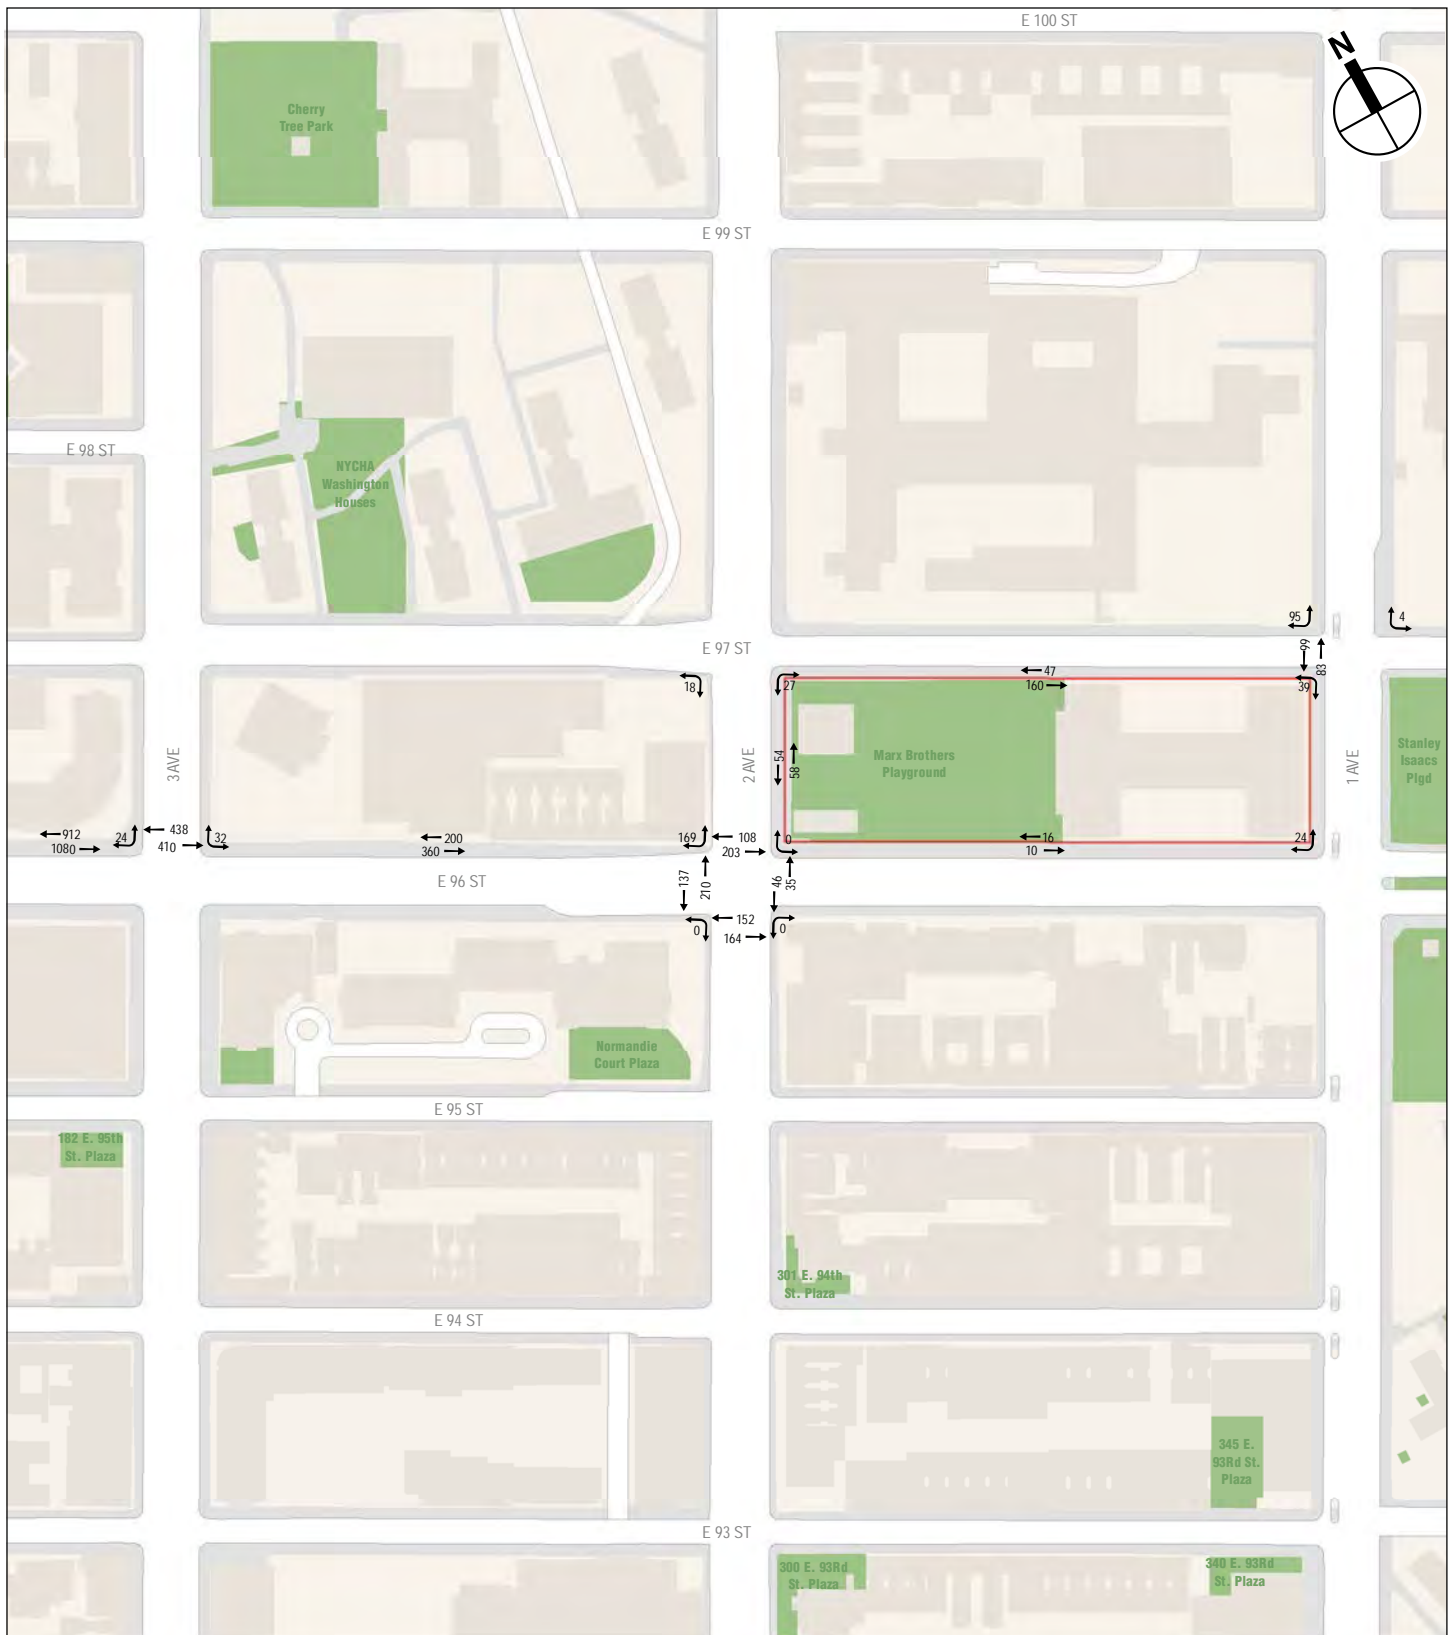 E 100 ST
N
Cherry
Tree Park
E 99 ST
E 98 ST
NYCHA
Washington
Houses
95
4
E 97 ST
99
83
18
27
47
160
39
3 AVE
2 AVE
54
58
Marx Brothers
Playground
1 AVE
Stanley
Isaacs
Plgd
912
1080
24
438
410
32
200
360
169
108
203
0
16
10
24
E 96 ST
137
210
46
35
0
152
164
0
Normandie
Court Plaza
E 95 ST
182 E. 95th
St. Plaza
301 E. 94th
St. Plaza
E 94 ST
345 E.
93Rd St.
Plaza
E 93 ST
300 E. 93Rd
St. Plaza
340 E. 93Rd
St. Plaza